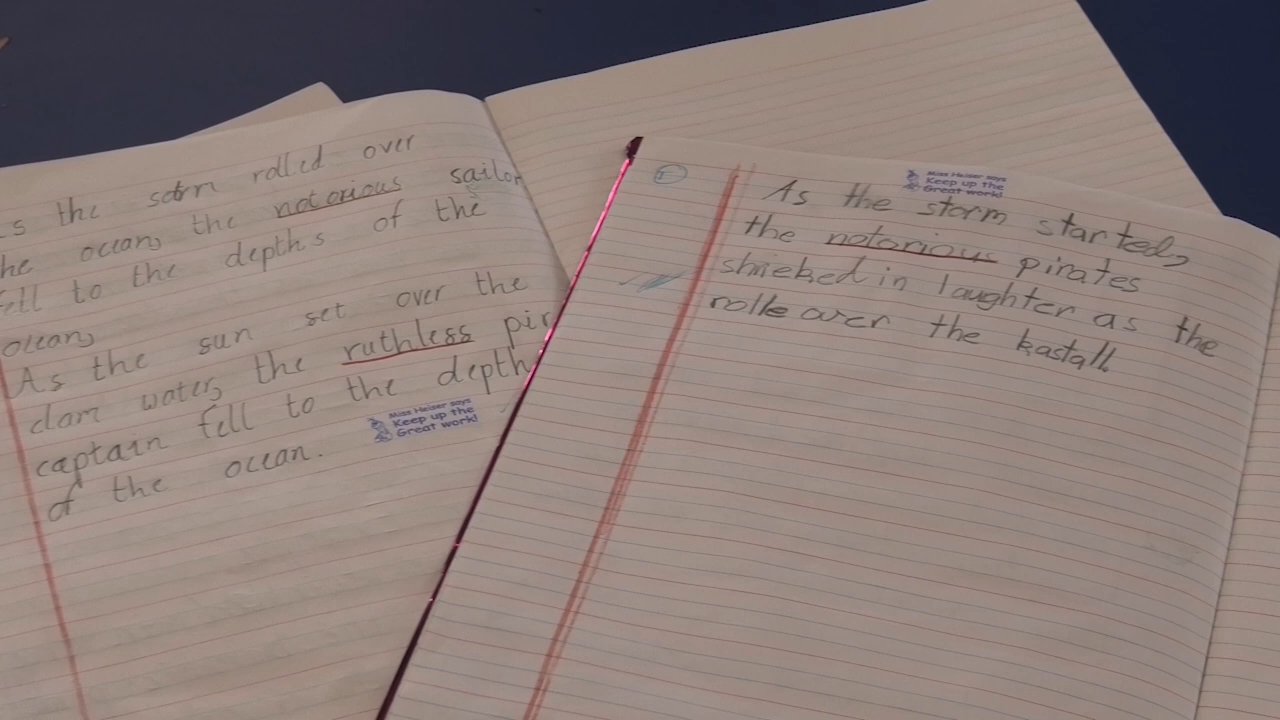 s the sotrn rolled over
he ocean, the notorious sailor
fell to the depths of the
ocean,
As the sun set over the
clam water, the ruthless pir
captain fell to the depth
of the ocean.
Miss Heiser says
Keep up the
Great work!
Miss Heiser says
Keep up the
Great work!
As the storm started,
the notorious pirates
shrieked in laughter as the
rolle over the kastall.